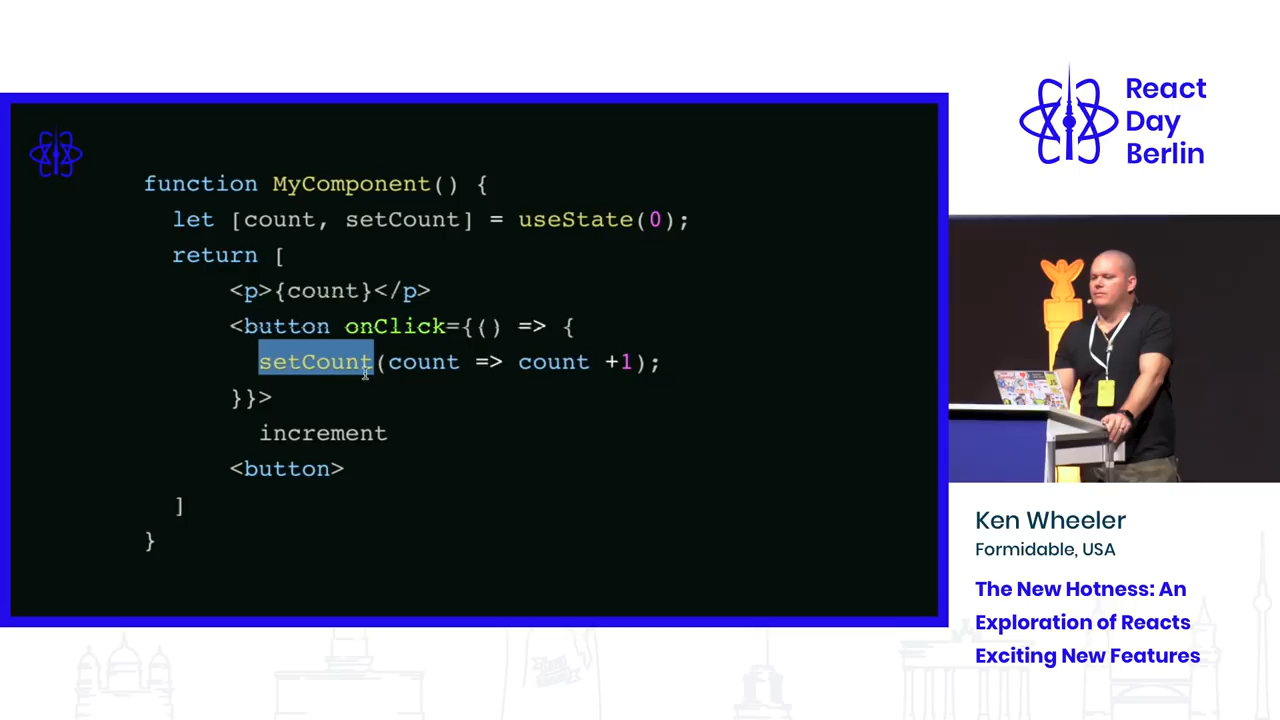 React
Day
Berlin
function MyComponent() {
let [count, setCount] = useState(0);
return [
<p>{count}</p>
<button onClick={() => {
setCount(count => count +1);
}}>
increment
<button>
]
}
Ken Wheeler
Formidable, USA
The New Hotness: An
Exploration of Reacts
Exciting New Features